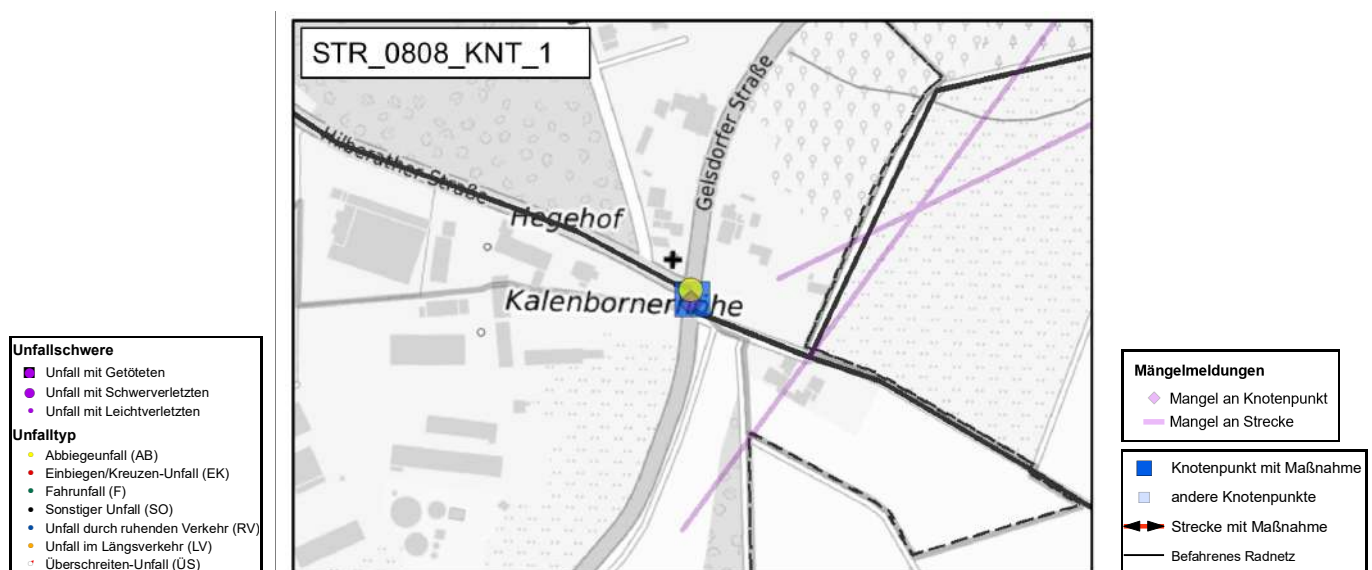 STR_0808_KNT_1
Hilberather Straße
Gelsdorfer Straße
Hegehof
Kalenbornerhöhe
Unfallschwere
Unfall mit Getöteten
Unfall mit Schwerverletzten
Unfall mit Leichtverletzten
Unfalltyp
Abbiegeunfall (AB)
Einbiegen/Kreuzen-Unfall (EK)
Fahrunfall (F)
Sonstiger Unfall (SO)
Unfall durch ruhenden Verkehr (RV)
Unfall im Längsverkehr (LV)
Überschreiten-Unfall (ÜS)
Mängelmeldungen
Mangel an Knotenpunkt
Mangel an Strecke
Knotenpunkt mit Maßnahme
andere Knotenpunkte
Strecke mit Maßnahme
Befahrenes Radnetz